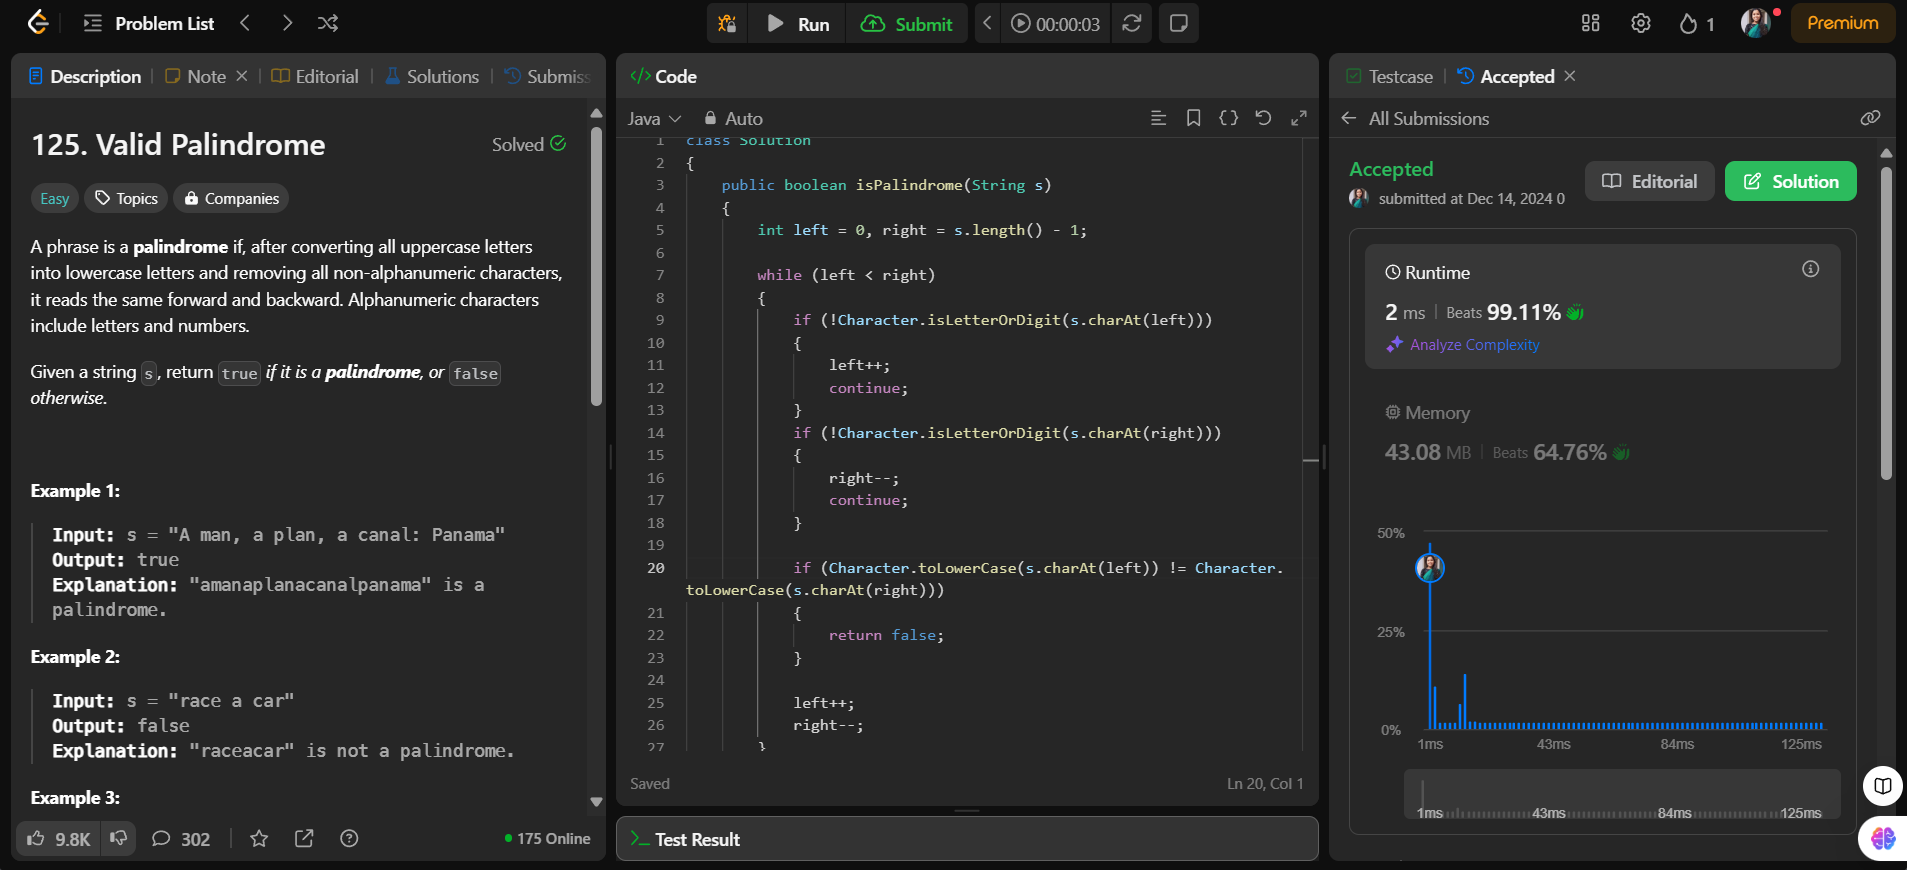 Problem List
Run
Submit
00:00:03
1
Premium
Description
Note
Editorial
Solutions
Submiss
125. Valid Palindrome
Solved
Easy
Topics
Companies
A phrase is a palindrome if, after converting all uppercase letters
into lowercase letters and removing all non-alphanumeric characters,
it reads the same forward and backward. Alphanumeric characters
include letters and numbers.
Given a string s, return true if it is a palindrome, or false
otherwise.
Example 1:
Input: s = "A man, a plan, a canal: Panama"
Output: true
Explanation: "amanaplanacanalpanama" is a
palindrome.
Example 2:
Input: s = "race a car"
Output: false
Explanation: "raceacar" is not a palindrome.
Example 3:
9.8K
302
175 Online
</> Code
Java
Auto
1 class Solution
2 {
3 public boolean isPalindrome(String s)
4 {
5 int left = 0, right = s.length() - 1;
6
7 while (left < right)
8 {
9 if (!Character.isLetterOrDigit(s.charAt(left)))
10 {
11 left++;
12 continue;
13 }
14 if (!Character.isLetterOrDigit(s.charAt(right)))
15 {
16 right--;
17 continue;
18 }
19
20 if (Character.toLowerCase(s.charAt(left)) != Character.
toLowerCase(s.charAt(right)))
21 {
22 return false;
23 }
24
25 left++;
26 right--;
27 }
Saved
Ln 20, Col 1
Test Result
Testcase
Accepted
All Submissions
Accepted
submitted at Dec 14, 2024 0
Editorial
Solution
Runtime
2 ms | Beats 99.11%
Analyze Complexity
Memory
43.08 MB | Beats 64.76%
50%
25%
0%
1ms 43ms 84ms 125ms
1ms 43ms 84ms 125ms